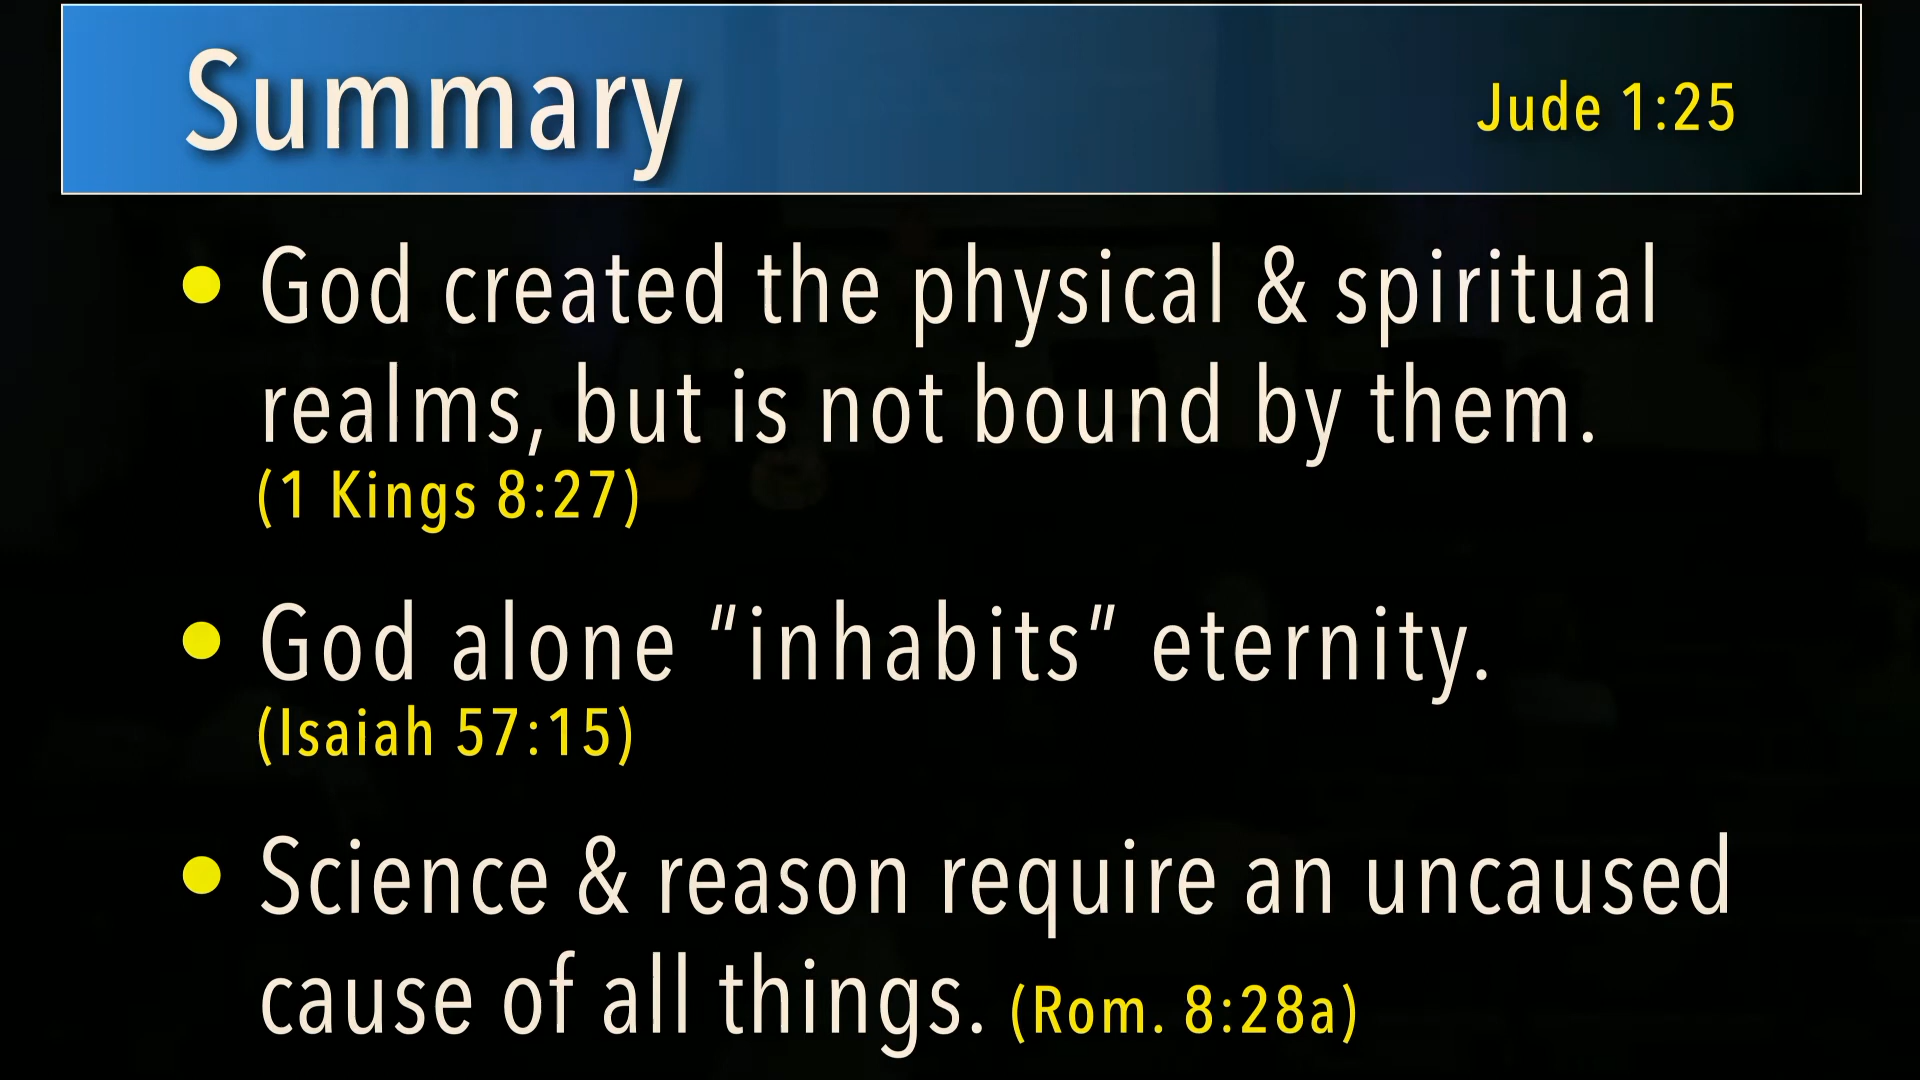 Summary
Jude 1:25
• God created the physical & spiritual
realms, but is not bound by them.
(1 Kings 8:27)
• God alone “inhabits” eternity.
(Isaiah 57:15)
• Science & reason require an uncaused
cause of all things. (Rom. 8:28a)